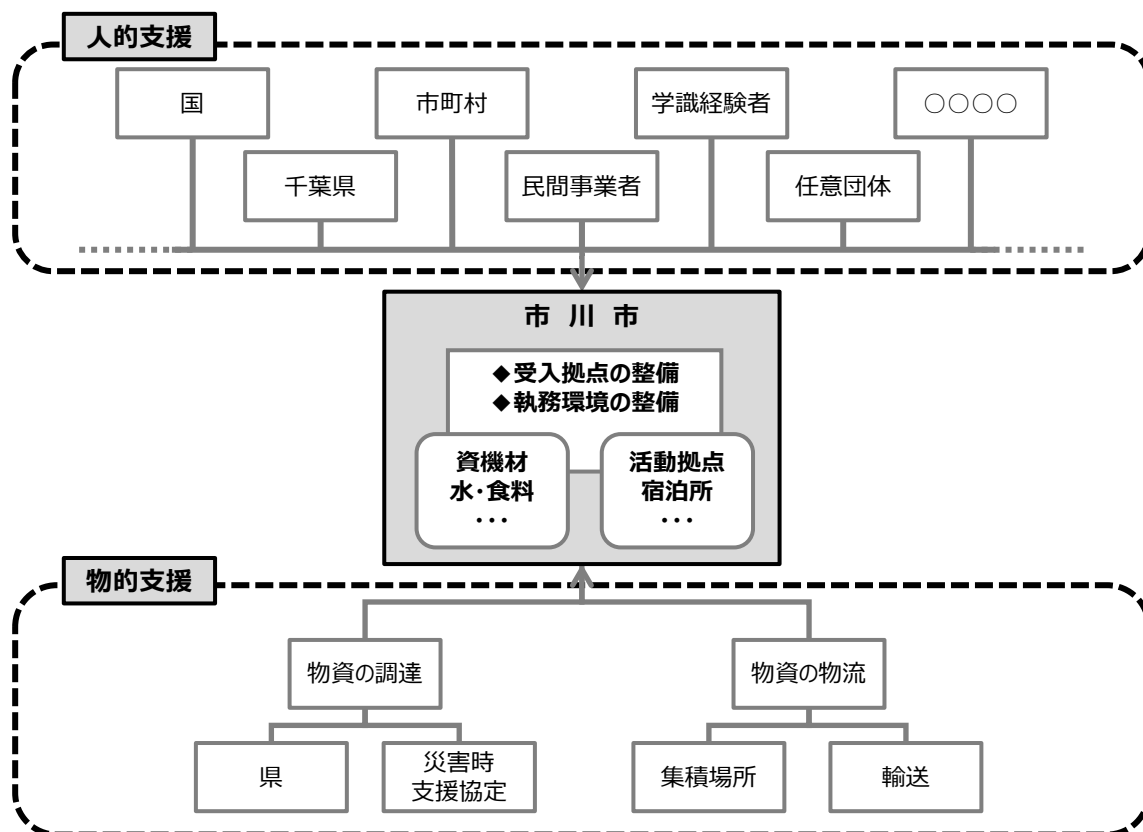 人的支援
国
市町村
学識経験者
○○○○
千葉県
民間事業者
任意団体
市 川 市
◆受入拠点の整備
◆執務環境の整備
資機材
水・食料
・・・
活動拠点
宿泊所
・・・
物的支援
物資の調達
物資の物流
県
災害時
支援協定
集積場所
輸送